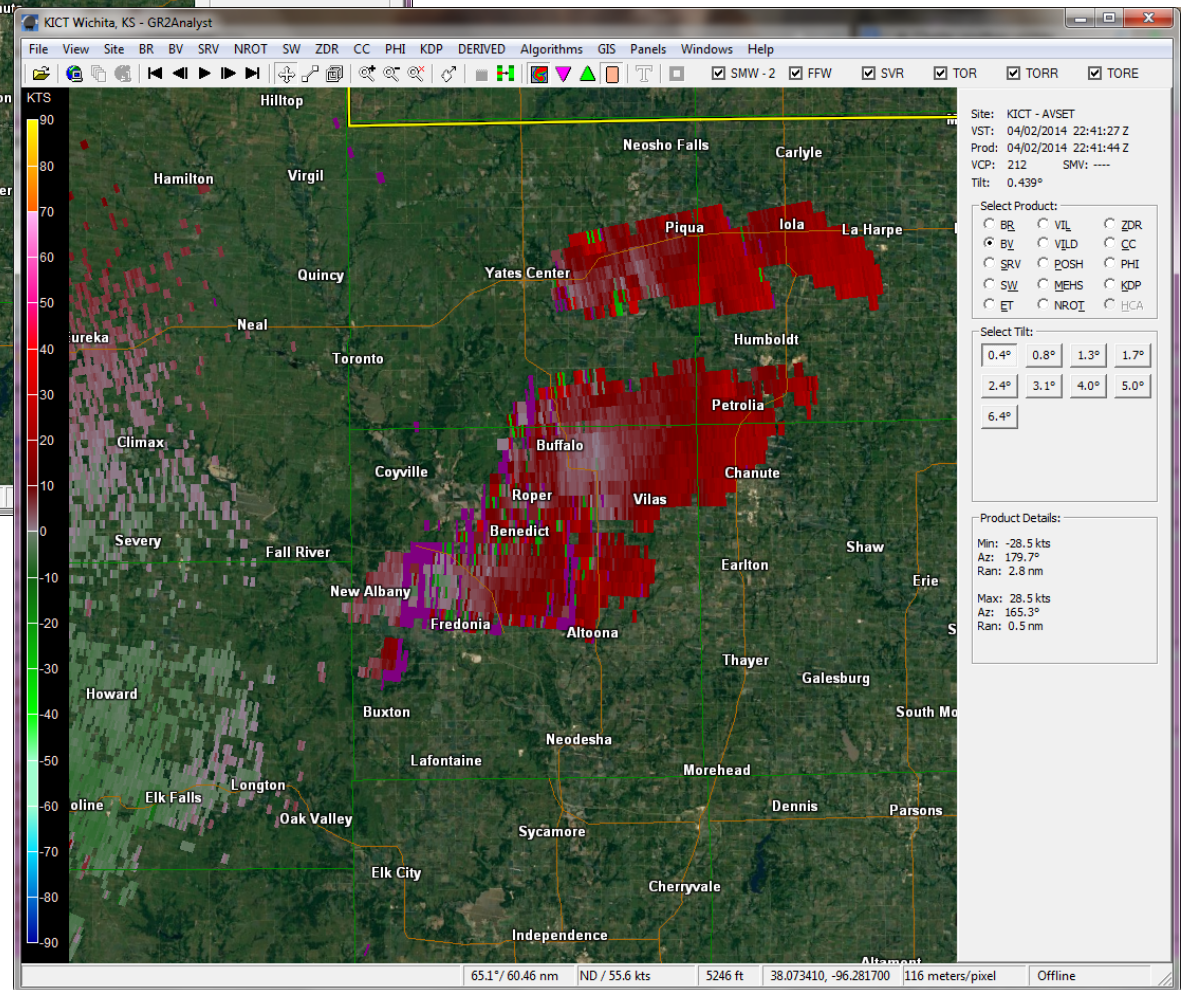 KICT Wichita, KS - GR2Analyst
File View Site BR BV SRV NROT SW ZDR CC PHI KDP DERIVED Algorithms GIS Panels Windows Help
SMW - 2 FFW SVR TOR TORR TORE
KTS
90
80
70
60
50
40
30
20
10
0
-10
-20
-30
-40
-50
-60
-70
-80
-90
Hilltop
Neosho Falls
Carlyle
Hamilton
Virgil
Piqua
Iola
La Harpe
Quincy
Yates Center
Neal
ureka
Humboldt
Toronto
Petrolia
Climax
Buffalo
Coyville
Chanute
Roper
Vilas
Benedict
Severy
Fall River
Shaw
Earlton
Erie
New Albany
Fredonia
Altoona
Thayer
Galesburg
Howard
Buxton
South Mo
Neodesha
Lafontaine
Morehead
Longton
Elk Falls
oline
Dennis
Parsons
Oak Valley
Sycamore
Elk City
Cherryvale
Independence
Altamont
Site: KICT - AVSET
VST: 04/02/2014 22:41:27 Z
Prod: 04/02/2014 22:41:44 Z
VCP: 212 SMV: ----
Tilt: 0.439°
Select Product:
BR VIL ZDR
BV VILD CC
SRV POSH PHI
SW MEHS KDP
ET NROT HCA
Select Tilt:
0.4° 0.8° 1.3° 1.7°
2.4° 3.1° 4.0° 5.0°
6.4°
Product Details:
Min: -28.5 kts
Az: 179.7°
Ran: 2.8 nm
Max: 28.5 kts
Az: 165.3°
Ran: 0.5 nm
65.1°/ 60.46 nm ND / 55.6 kts 5246 ft 38.073410, -96.281700 116 meters/pixel Offline